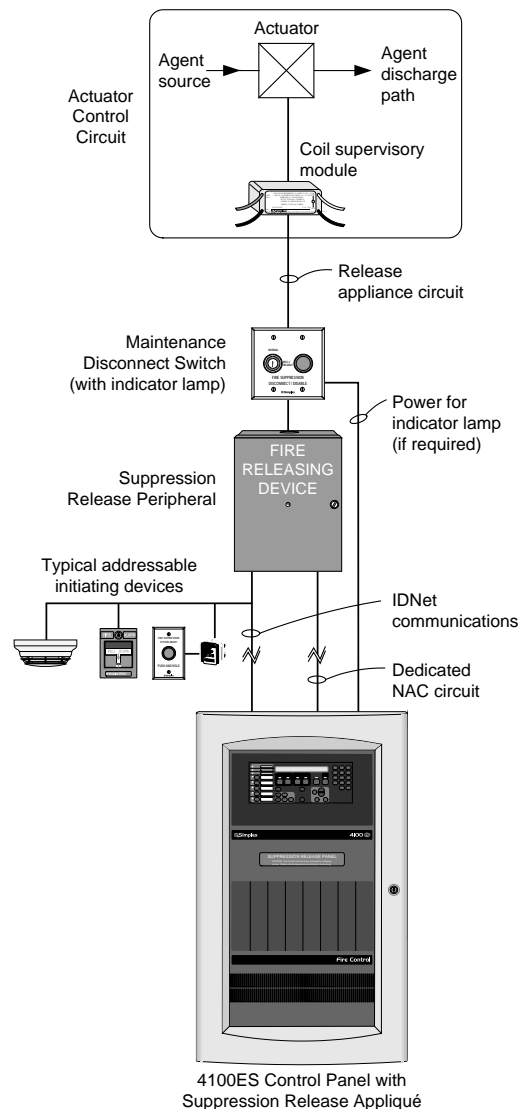 Actuator
Agent
source
Agent
discharge
path
Actuator
Control
Circuit
Coil supervisory
module
Release
appliance circuit
Maintenance
Disconnect Switch
(with indicator lamp)
FIRE SUPPRESSION
DISCONNECT / DISABLE
Simplex
Power for
indicator lamp
(if required)
FIRE
RELEASING
DEVICE
Suppression
Release Peripheral
Typical addressable
initiating devices
IDNet
communications
Dedicated
NAC circuit
Simplex
4100 ES
SUPPRESSION RELEASE PANEL
Fire Control
4100ES Control Panel with
Suppression Release Appliqué